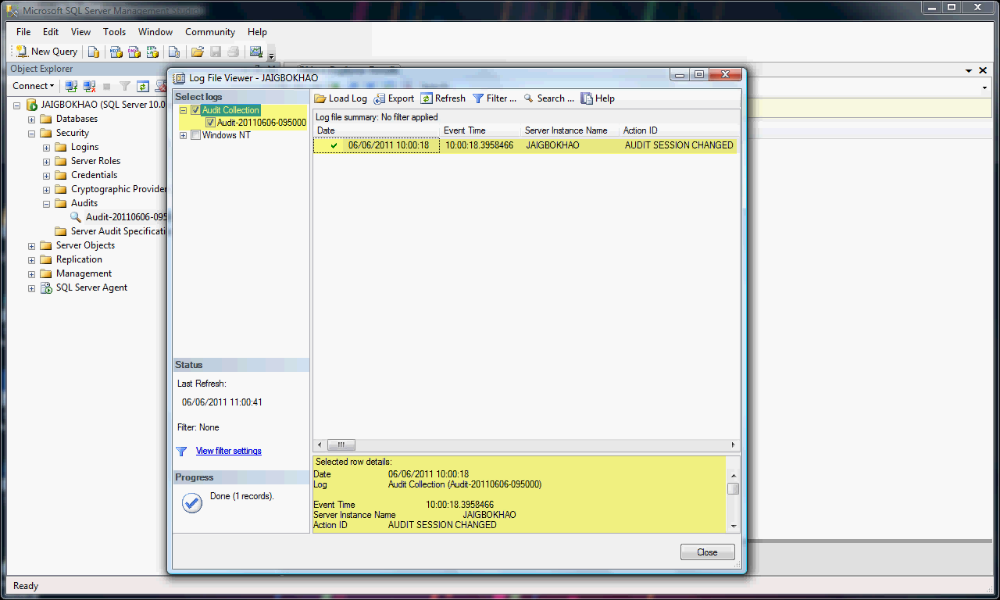 Microsoft SQL Server Management Studio
File Edit View Tools Window Community Help
New Query
Object Explorer
Connect
JAIGBOKHAO (SQL Server 10.0
Databases
Security
Logins
Server Roles
Credentials
Cryptographic Provider
Audits
Audit-20110606-095
Server Audit Specificati
Server Objects
Replication
Management
SQL Server Agent
Log File Viewer - JAIGBOKHAO
Select logs
Audit Collection
Audit-20110606-095000
Windows NT
Status
Last Refresh:
06/06/2011 11:00:41
Filter: None
View filter settings
Progress
Done (1 records).
Load Log Export Refresh Filter ... Search ... Help
Log file summary: No filter applied
Date Event Time Server Instance Name Action ID
06/06/2011 10:00:18 10:00:18.3958466 JAIGBOKHAO AUDIT SESSION CHANGED
Selected row details:
Date 06/06/2011 10:00:18
Log Audit Collection (Audit-20110606-095000)
Event Time 10:00:18.3958466
Server Instance Name JAIGBOKHAO
Action ID AUDIT SESSION CHANGED
Close
Ready